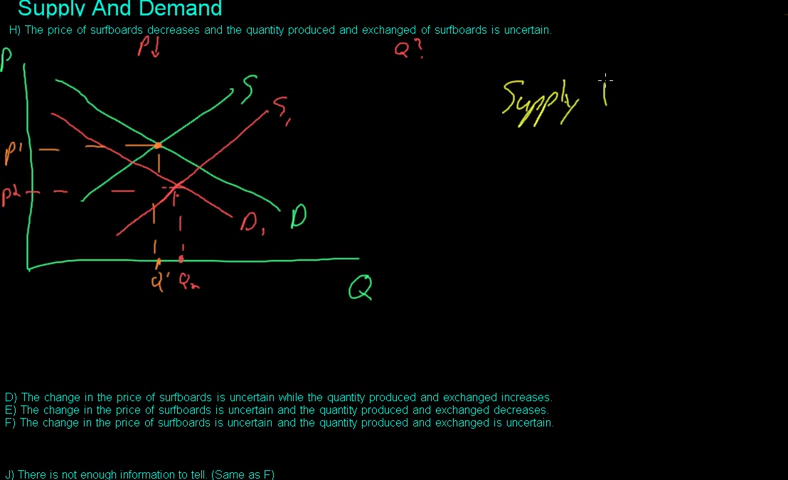 Supply And Demand
H) The price of surfboards decreases and the quantity produced and exchanged of surfboards is uncertain.
P↓ Q?
P
S
S1
Supply
P1
P2
D1 D
Q1 Q2
Q
D) The change in the price of surfboards is uncertain while the quantity produced and exchanged increases.
E) The change in the price of surfboards is uncertain and the quantity produced and exchanged decreases.
F) The change in the price of surfboards is uncertain and the quantity produced and exchanged is uncertain.
J) There is not enough information to tell. (Same as F)